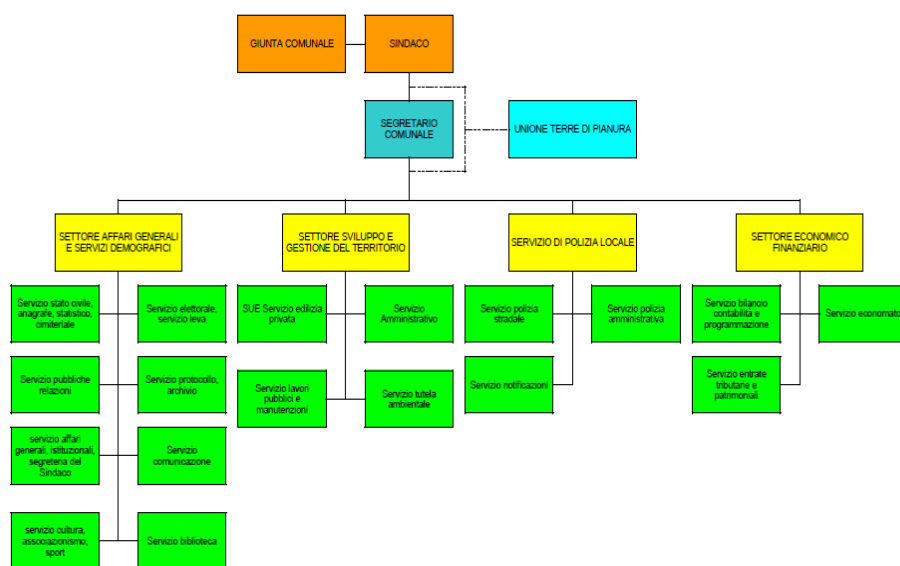 GIUNTA COMUNALE
SINDACO
SEGRETARIO
COMUNALE
UNIONE TERRE DI PIANURA
SETTORE AFFARI GENERALI
E SERVIZI DEMOGRAFICI
SETTORE SVILUPPO E
GESTIONE DEL TERRITORIO
SERVIZIO DI POLIZIA LOCALE
SETTORE ECONOMICO
FINANZIARIO
Servizio stato civile,
anagrafe, statistico,
cimiteriale
Servizio elettorale,
servizio leva
SUE Servizio edilizia
privata
Servizio
Amministrativo
Servizio polizia
stradale
Servizio polizia
amministrativa
Servizio bilancio
contabilità e
programmazione
Servizio economato
Servizio pubbliche
relazioni
Servizio protocollo,
archivio
Servizio lavori
pubblici e
manutenzioni
Servizio tutela
ambientale
Servizio notificazioni
Servizio entrate
tributarie e
patrimoniali
servizio affari
generali, istituzionali,
segreteria del
Sindaco
Servizio
comunicazione
servizio cultura,
associazionismo,
sport
Servizio biblioteca